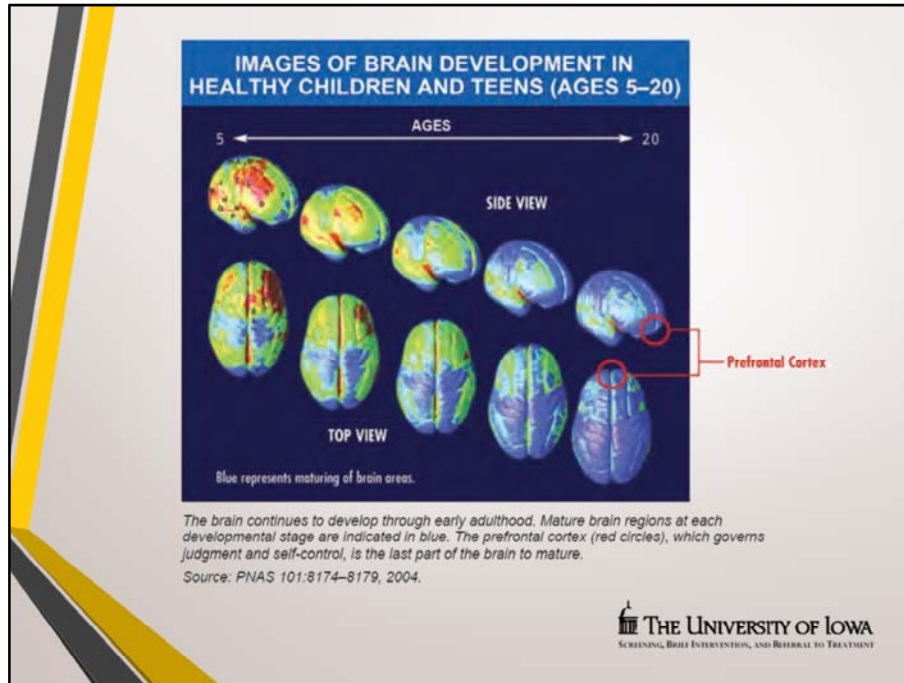 IMAGES OF BRAIN DEVELOPMENT IN
HEALTHY CHILDREN AND TEENS (AGES 5–20)
AGES
5
20
SIDE VIEW
Prefrontal Cortex
TOP VIEW
Blue represents maturing of brain areas.
The brain continues to develop through early adulthood. Mature brain regions at each
developmental stage are indicated in blue. The prefrontal cortex (red circles), which governs
judgment and self-control, is the last part of the brain to mature.
Source: PNAS 101:8174–8179, 2004.
THE UNIVERSITY OF IOWA
SCREENING, BRIEF INTERVENTION, AND REFERRAL TO TREATMENT